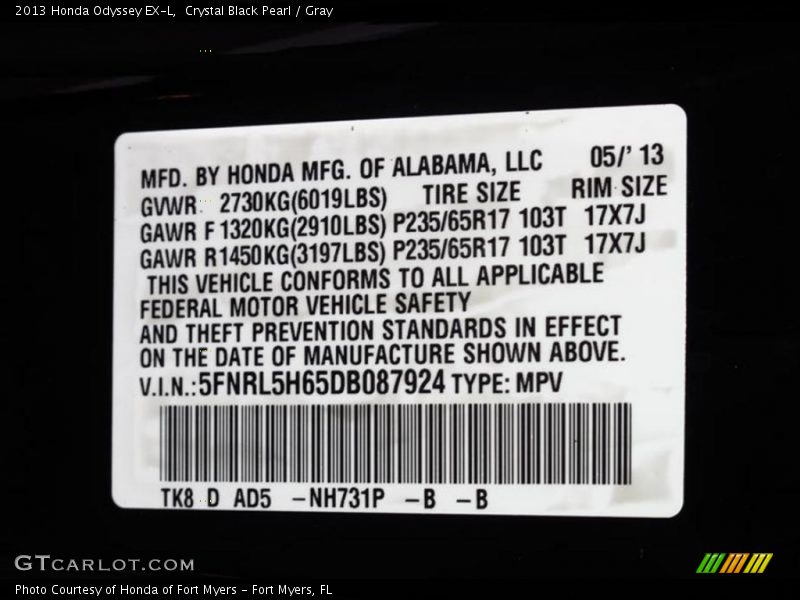 2013 Honda Odyssey EX-L,  Crystal Black Pearl / Gray
MFD. BY HONDA MFG. OF ALABAMA, LLC 05/' 13
GVWR 2730KG(6019LBS) TIRE SIZE RIM SIZE
GAWR F 1320KG(2910LBS) P235/65R17 103T 17X7J
GAWR R1450KG(3197LBS) P235/65R17 103T 17X7J
THIS VEHICLE CONFORMS TO ALL APPLICABLE
FEDERAL MOTOR VEHICLE SAFETY
AND THEFT PREVENTION STANDARDS IN EFFECT
ON THE DATE OF MANUFACTURE SHOWN ABOVE.
V.I.N.:5FNRL5H65DB087924 TYPE: MPV
TK8 D AD5 -NH731P -B -B
GTCARLOT.COM
Photo Courtesy of Honda of Fort Myers - Fort Myers, FL